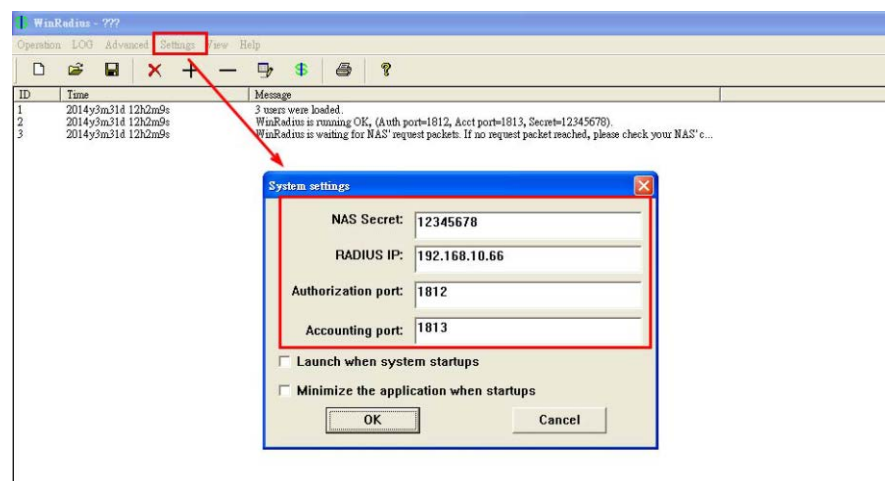 WinRadius - ???
Operation LOG Advanced Settings View Help
ID Time Message
1 2014y3m31d 12h2m9s 3 users were loaded.
2 2014y3m31d 12h2m9s WinRadius is running OK, (Auth port=1812, Acct port=1813, Secret=12345678).
3 2014y3m31d 12h2m9s WinRadius is waiting for NAS' request packets. If no request packet reached, please check your NAS' c...
System settings
NAS Secret: 12345678
RADIUS IP: 192.168.10.66
Authorization port: 1812
Accounting port: 1813
Launch when system startups
Minimize the application when startups
OK Cancel